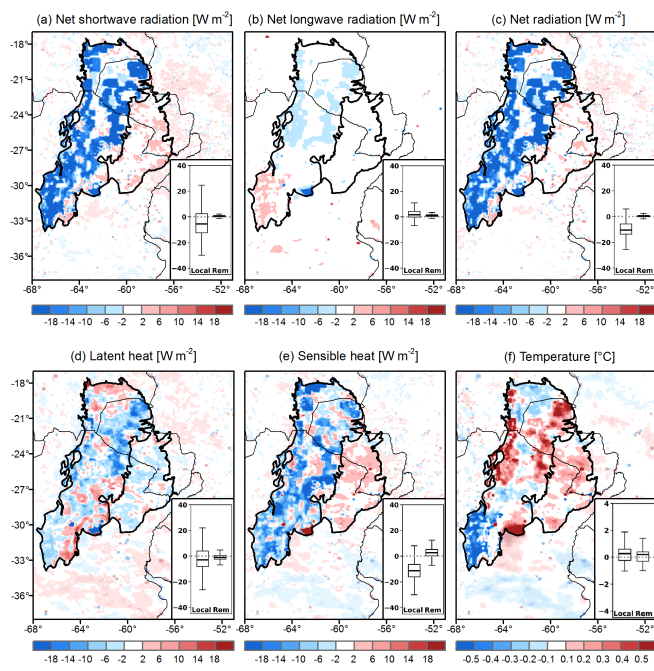 (a) Net shortwave radiation [W m⁻²]
(b) Net longwave radiation [W m⁻²]
(c) Net radiation [W m⁻²]
-18
-21
-24
-27
-30
-33
-36
40
20
0
-20
-40
Local Rem
40
20
0
-20
-40
Local Rem
40
20
0
-20
-40
Local Rem
-68 -64 -60 -56
-68 -64 -60 -56
-68 -64 -60 -56 -52
-18 -14 -10 -6 -2 2 6 10 14 18
-18 -14 -10 -6 -2 2 6 10 14 18
-18 -14 -10 -6 -2 2 6 10 14 18
(d) Latent heat [W m⁻²]
(e) Sensible heat [W m⁻²]
(f) Temperature [°C]
-18
-21
-24
-27
-30
-33
-36
40
20
0
-20
-40
Local Rem
40
20
0
-20
-40
Local Rem
4
2
0
-2
-4
Local Rem
-68 -64 -60 -56
-68 -64 -60 -56
-68 -64 -60 -56 -52
-18 -14 -10 -6 -2 2 6 10 14 18
-18 -14 -10 -6 -2 2 6 10 14 18
-0.5 -0.4 -0.3 -0.2 -0.1 0.1 0.2 0.3 0.4 0.5